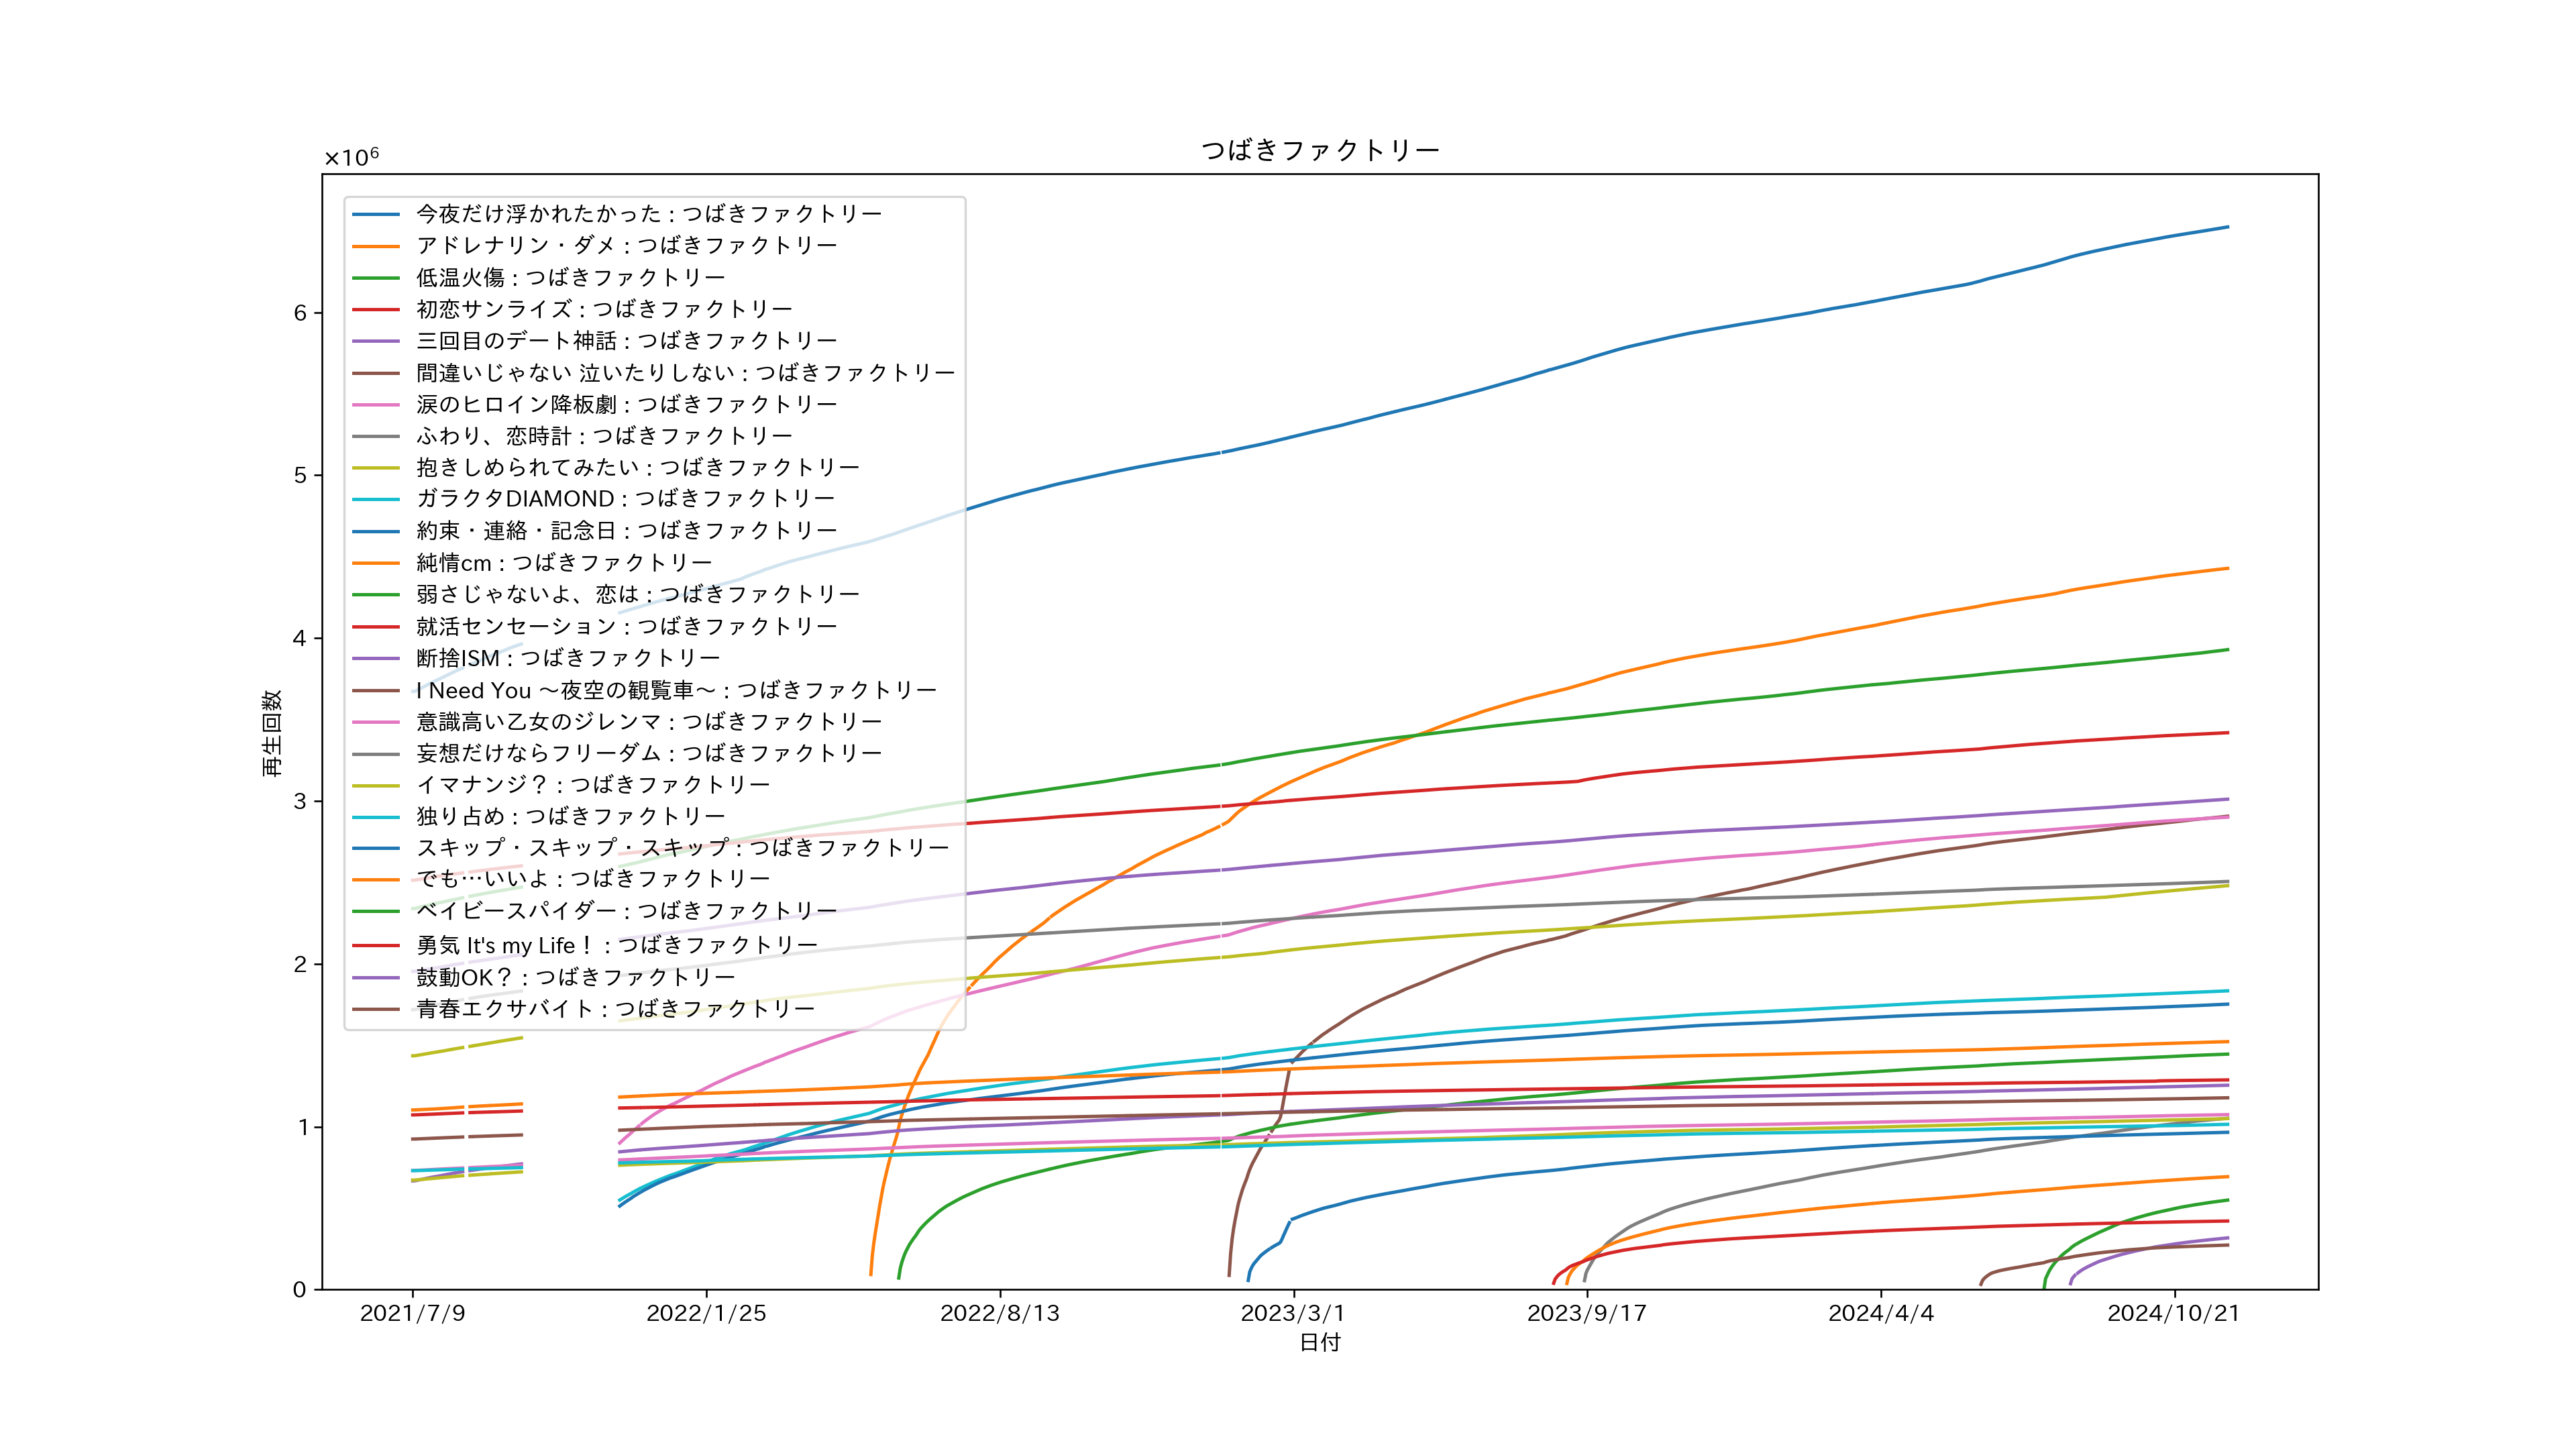 つばきファクトリー
×10⁶
今夜だけ浮かれたかった : つばきファクトリー
アドレナリン・ダメ : つばきファクトリー
低温火傷 : つばきファクトリー
初恋サンライズ : つばきファクトリー
三回目のデート神話 : つばきファクトリー
間違いじゃない 泣いたりしない : つばきファクトリー
涙のヒロイン降板劇 : つばきファクトリー
ふわり、恋時計 : つばきファクトリー
抱きしめられてみたい : つばきファクトリー
ガラクタDIAMOND : つばきファクトリー
約束・連絡・記念日 : つばきファクトリー
純情cm : つばきファクトリー
弱さじゃないよ、恋は : つばきファクトリー
就活センセーション : つばきファクトリー
断捨ISM : つばきファクトリー
I Need You 〜夜空の観覧車〜 : つばきファクトリー
意識高い乙女のジレンマ : つばきファクトリー
妄想だけならフリーダム : つばきファクトリー
イマナンジ？ : つばきファクトリー
独り占め : つばきファクトリー
スキップ・スキップ・スキップ : つばきファクトリー
でも…いいよ : つばきファクトリー
ベイビースパイダー : つばきファクトリー
勇気 It's my Life！ : つばきファクトリー
鼓動OK？ : つばきファクトリー
青春エクサバイト : つばきファクトリー
6
5
4
3
2
1
0
再生回数
2021/7/9 2022/1/25 2022/8/13 2023/3/1 2023/9/17 2024/4/4 2024/10/21
日付